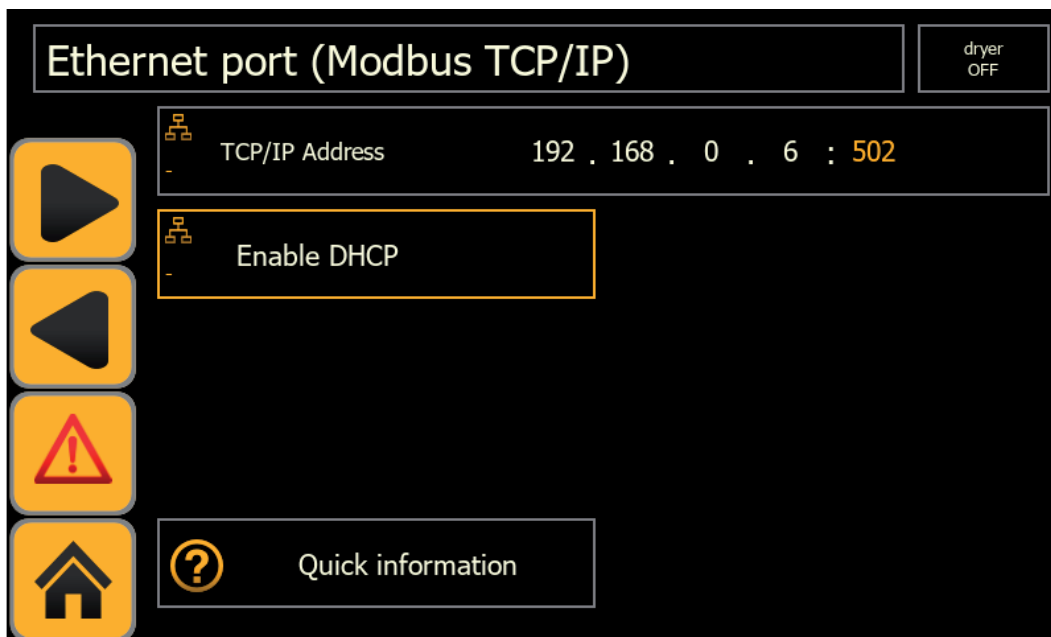 Ethernet port (Modbus TCP/IP)
dryer
OFF
TCP/IP Address 192 . 168 . 0 . 6 : 502
-
Enable DHCP
-
? Quick information